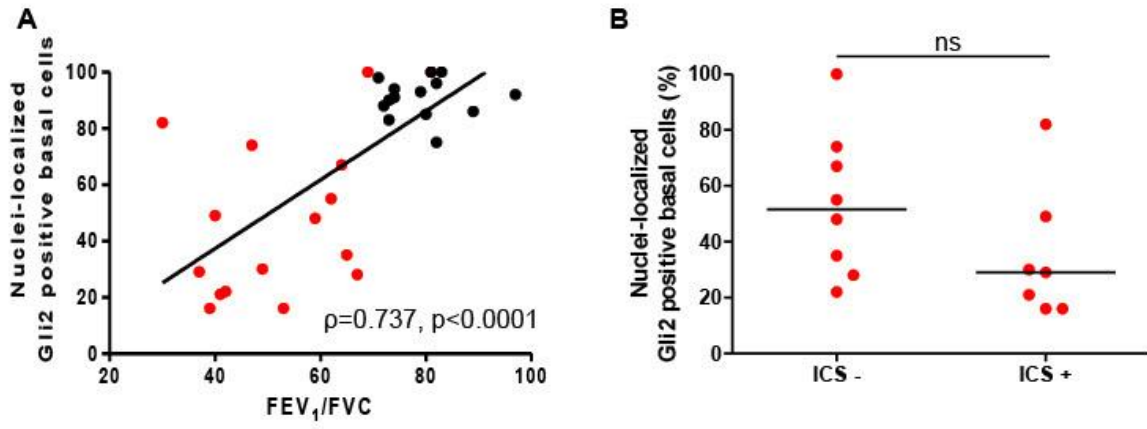 A
Nuclei-localized
Gli2 positive basal cells
100
80
60
40
20
0
ρ=0.737, p<0.0001
20
40
60
80
100
FEV₁/FVC
B
ns
Nuclei-localized
Gli2 positive basal cells (%)
100
80
60
40
20
0
ICS -
ICS +